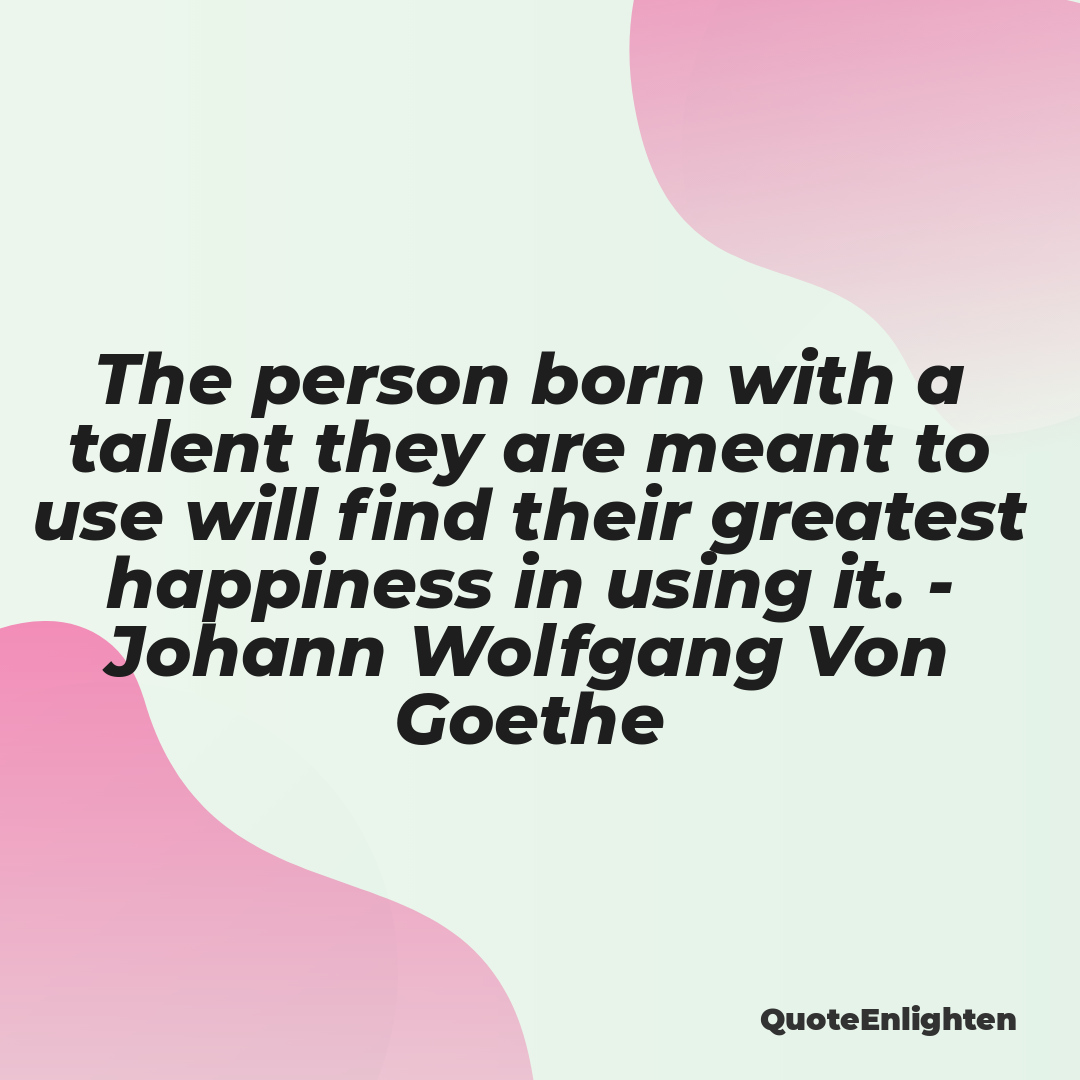 The person born with a
talent they are meant to
use will find their greatest
happiness in using it. -
Johann Wolfgang Von
Goethe
QuoteEnlighten